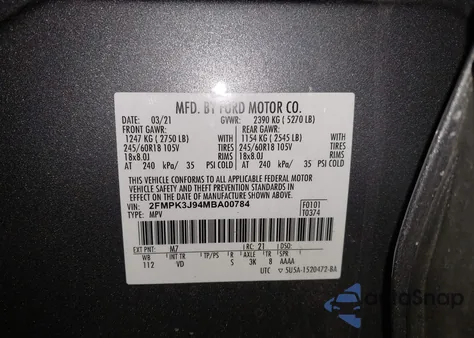 MFD. BY FORD MOTOR CO.
DATE: 03/21 GVWR: 2390 KG ( 5270 LB)
FRONT GAWR: REAR GAWR:
1247 KG ( 2750 LB) WITH 1154 KG ( 2545 LB) WITH
245/60R18 105V TIRES 245/60R18 105V TIRES
18x8.0J RIMS 18x8.0J RIMS
AT 240 kPa/ 35 PSI COLD AT 240 kPa/ 35 PSI COLD
THIS VEHICLE CONFORMS TO ALL APPLICABLE FEDERAL MOTOR
VEHICLE SAFETY AND THEFT PREVENTION STANDARDS IN
EFFECT ON THE DATE OF MANUFACTURE SHOWN ABOVE.
VIN: 2FMPK3J94MBA00784 F0101
TYPE: MPV T0374
EXT PNT: M7 RC: 21 DSO:
WB INT TR TP/PS R AXLE TR SPR
112 VD S 3K 8 AAAA
UTC ▽ 5U5A-1520472-BA
AutoSnap